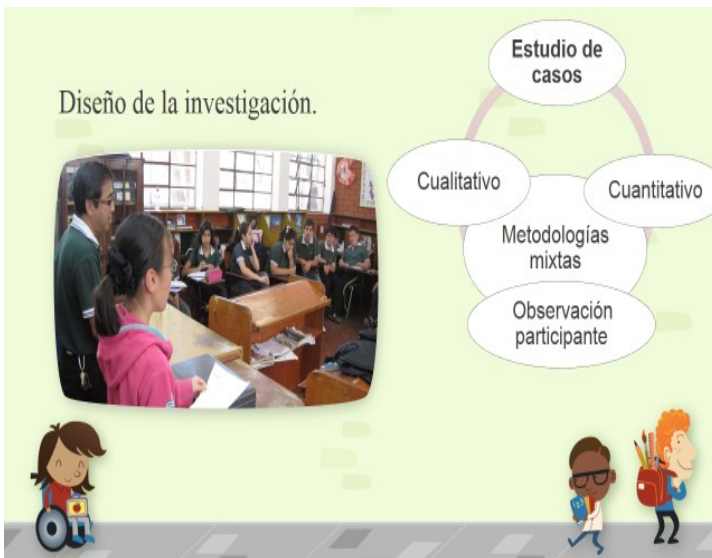 Diseño de la investigación.
Estudio de
casos
Cualitativo
Cuantitativo
Metodologías
mixtas
Observación
participante